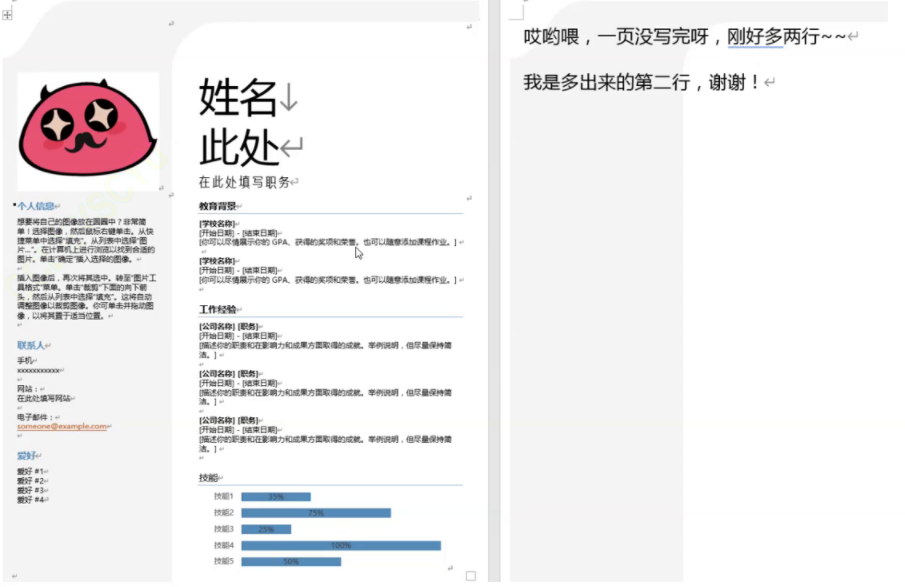 姓名
此处
在此处填写职务
个人信息
想要将自己的图像放在圆圈中？非常简
单！选择图像，然后鼠标右键单击。从快
捷菜单中选择“填充”。从列表中选择“图
片...”。在计算机上进行浏览以找到合适的
图片。单击“确定”插入选择的图像。
插入图像后，再次将其选中。转至“图片工
具格式”菜单。单击“裁剪”下面的向下箭
头，然后从列表中选择“填充”。这将自动
调整图像以裁剪图像。你可单击并拖动图
像，以将其置于适当位置。
联系人
手机
xxxxxxxxxxx
网站：
在此处填写网站
电子邮件：
someone@example.com
爱好
爱好 #1
爱好 #2
爱好 #3
爱好 #4
教育背景
[学校名称]
[开始日期] - [结束日期]
[你可以尽情展示你的 GPA、获得的奖项和荣誉。也可以随意添加课程作业。]
[学校名称]
[开始日期] - [结束日期]
[你可以尽情展示你的 GPA、获得的奖项和荣誉。也可以随意添加课程作业。]
工作经验
[公司名称] [职务]
[开始日期] - [结束日期]
[描述你的职责和在影响力和成果方面取得的成就。举例说明，但尽量保持简
洁。]
[公司名称] [职务]
[开始日期] - [结束日期]
[描述你的职责和在影响力和成果方面取得的成就。举例说明，但尽量保持简
洁。]
[公司名称] [职务]
[开始日期] - [结束日期]
[描述你的职责和在影响力和成果方面取得的成就。举例说明，但尽量保持简
洁。]
技能
技能1
技能2 75%
技能3 25%
技能4 100%
技能5 50%
哎哟喂，一页没写完呀，刚好多两行~~
我是多出来的第二行，谢谢！